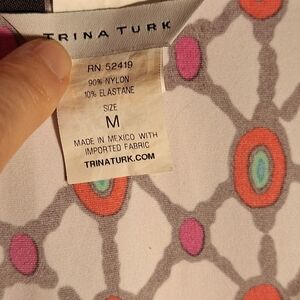 TRINA TURK
RN. 52419
90% NYLON
10% ELASTANE
SIZE
M
MADE IN MEXICO WITH
IMPORTED FABRIC
TRINATURK.COM